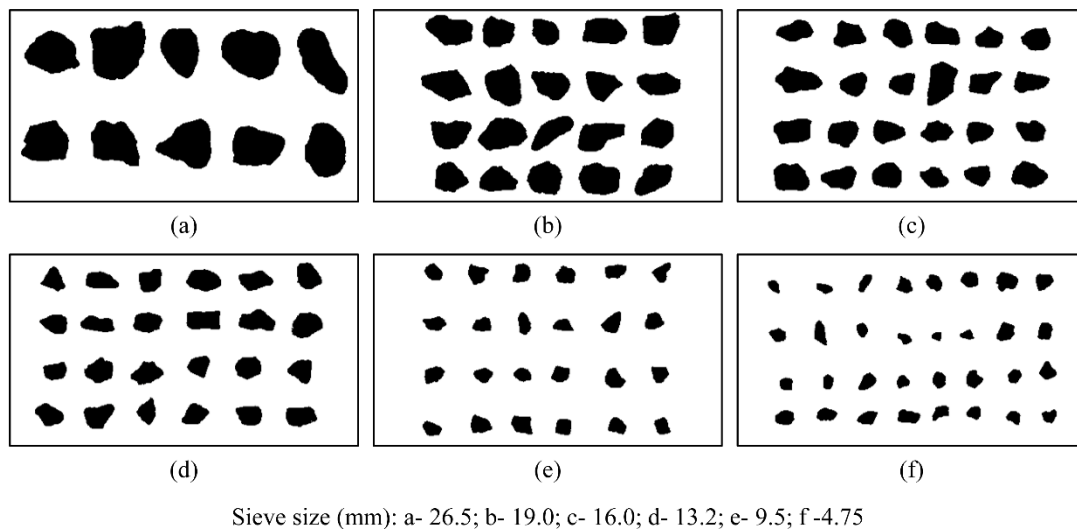 (a)
(b)
(c)
(d)
(e)
(f)
Sieve size (mm): a- 26.5; b- 19.0; c- 16.0; d- 13.2; e- 9.5; f -4.75